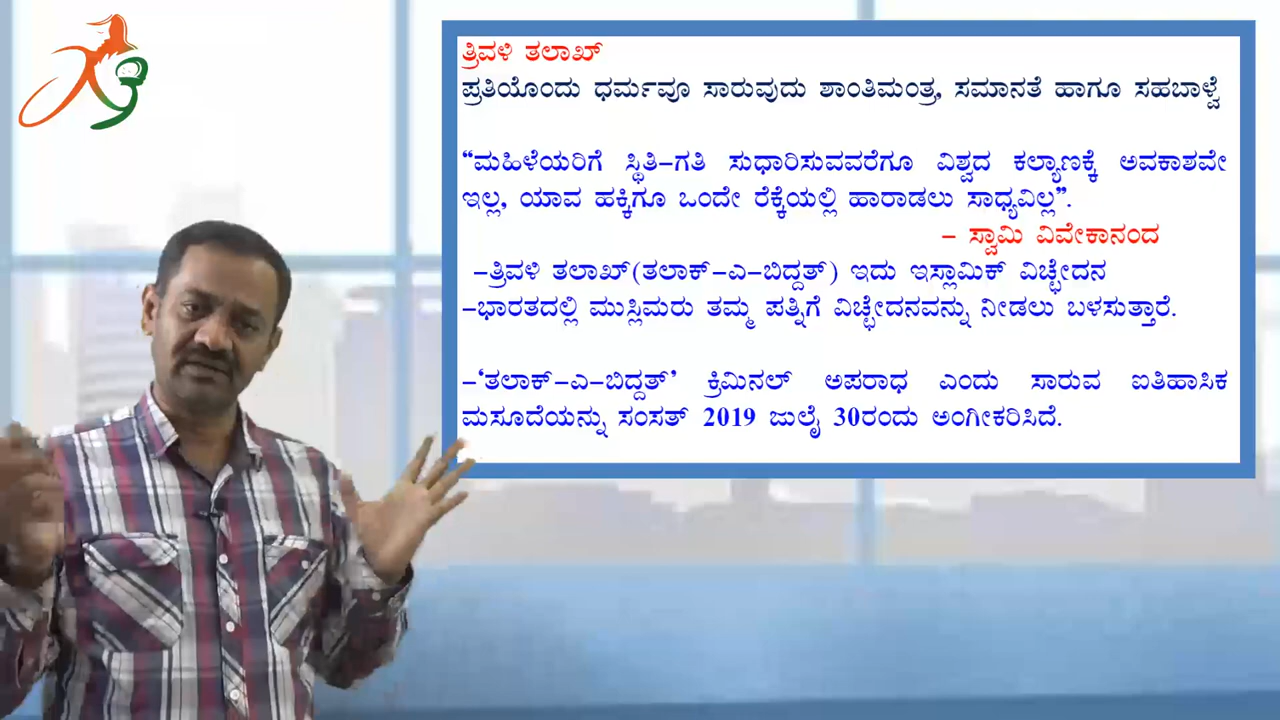 ತ್ರಿವಳಿ ತಲಾಖ್
ಪ್ರತಿಯೊಂದು ಧರ್ಮವೂ ಸಾರುವುದು ಶಾಂತಿಮಂತ್ರ, ಸಮಾನತೆ ಹಾಗೂ ಸಹಬಾಳ್ವೆ
“ಮಹಿಳೆಯರಿಗೆ ಸ್ಥಿತಿ-ಗತಿ ಸುಧಾರಿಸುವವರೆಗೂ ವಿಶ್ವದ ಕಲ್ಯಾಣಕ್ಕೆ ಅವಕಾಶವೇ
ಇಲ್ಲ, ಯಾವ ಹಕ್ಕಿಗೂ ಒಂದೇ ರೆಕ್ಕೆಯಲ್ಲಿ ಹಾರಾಡಲು ಸಾಧ್ಯವಿಲ್ಲ”.
- ಸ್ವಾಮಿ ವಿವೇಕಾನಂದ
-ತ್ರಿವಳಿ ತಲಾಖ್(ತಲಾಕ್-ಎ-ಬಿದ್ದತ್) ಇದು ಇಸ್ಲಾಮಿಕ್ ವಿಚ್ಛೇದನ
-ಭಾರತದಲ್ಲಿ ಮುಸ್ಲಿಮರು ತಮ್ಮ ಪತ್ನಿಗೆ ವಿಚ್ಛೇದನವನ್ನು ನೀಡಲು ಬಳಸುತ್ತಾರೆ.
-‘ತಲಾಕ್-ಎ-ಬಿದ್ದತ್’ ಕ್ರಿಮಿನಲ್ ಅಪರಾಧ ಎಂದು ಸಾರುವ ಐತಿಹಾಸಿಕ
ಮಸೂದೆಯನ್ನು ಸಂಸತ್ 2019 ಜುಲೈ 30ರಂದು ಅಂಗೀಕರಿಸಿದೆ.